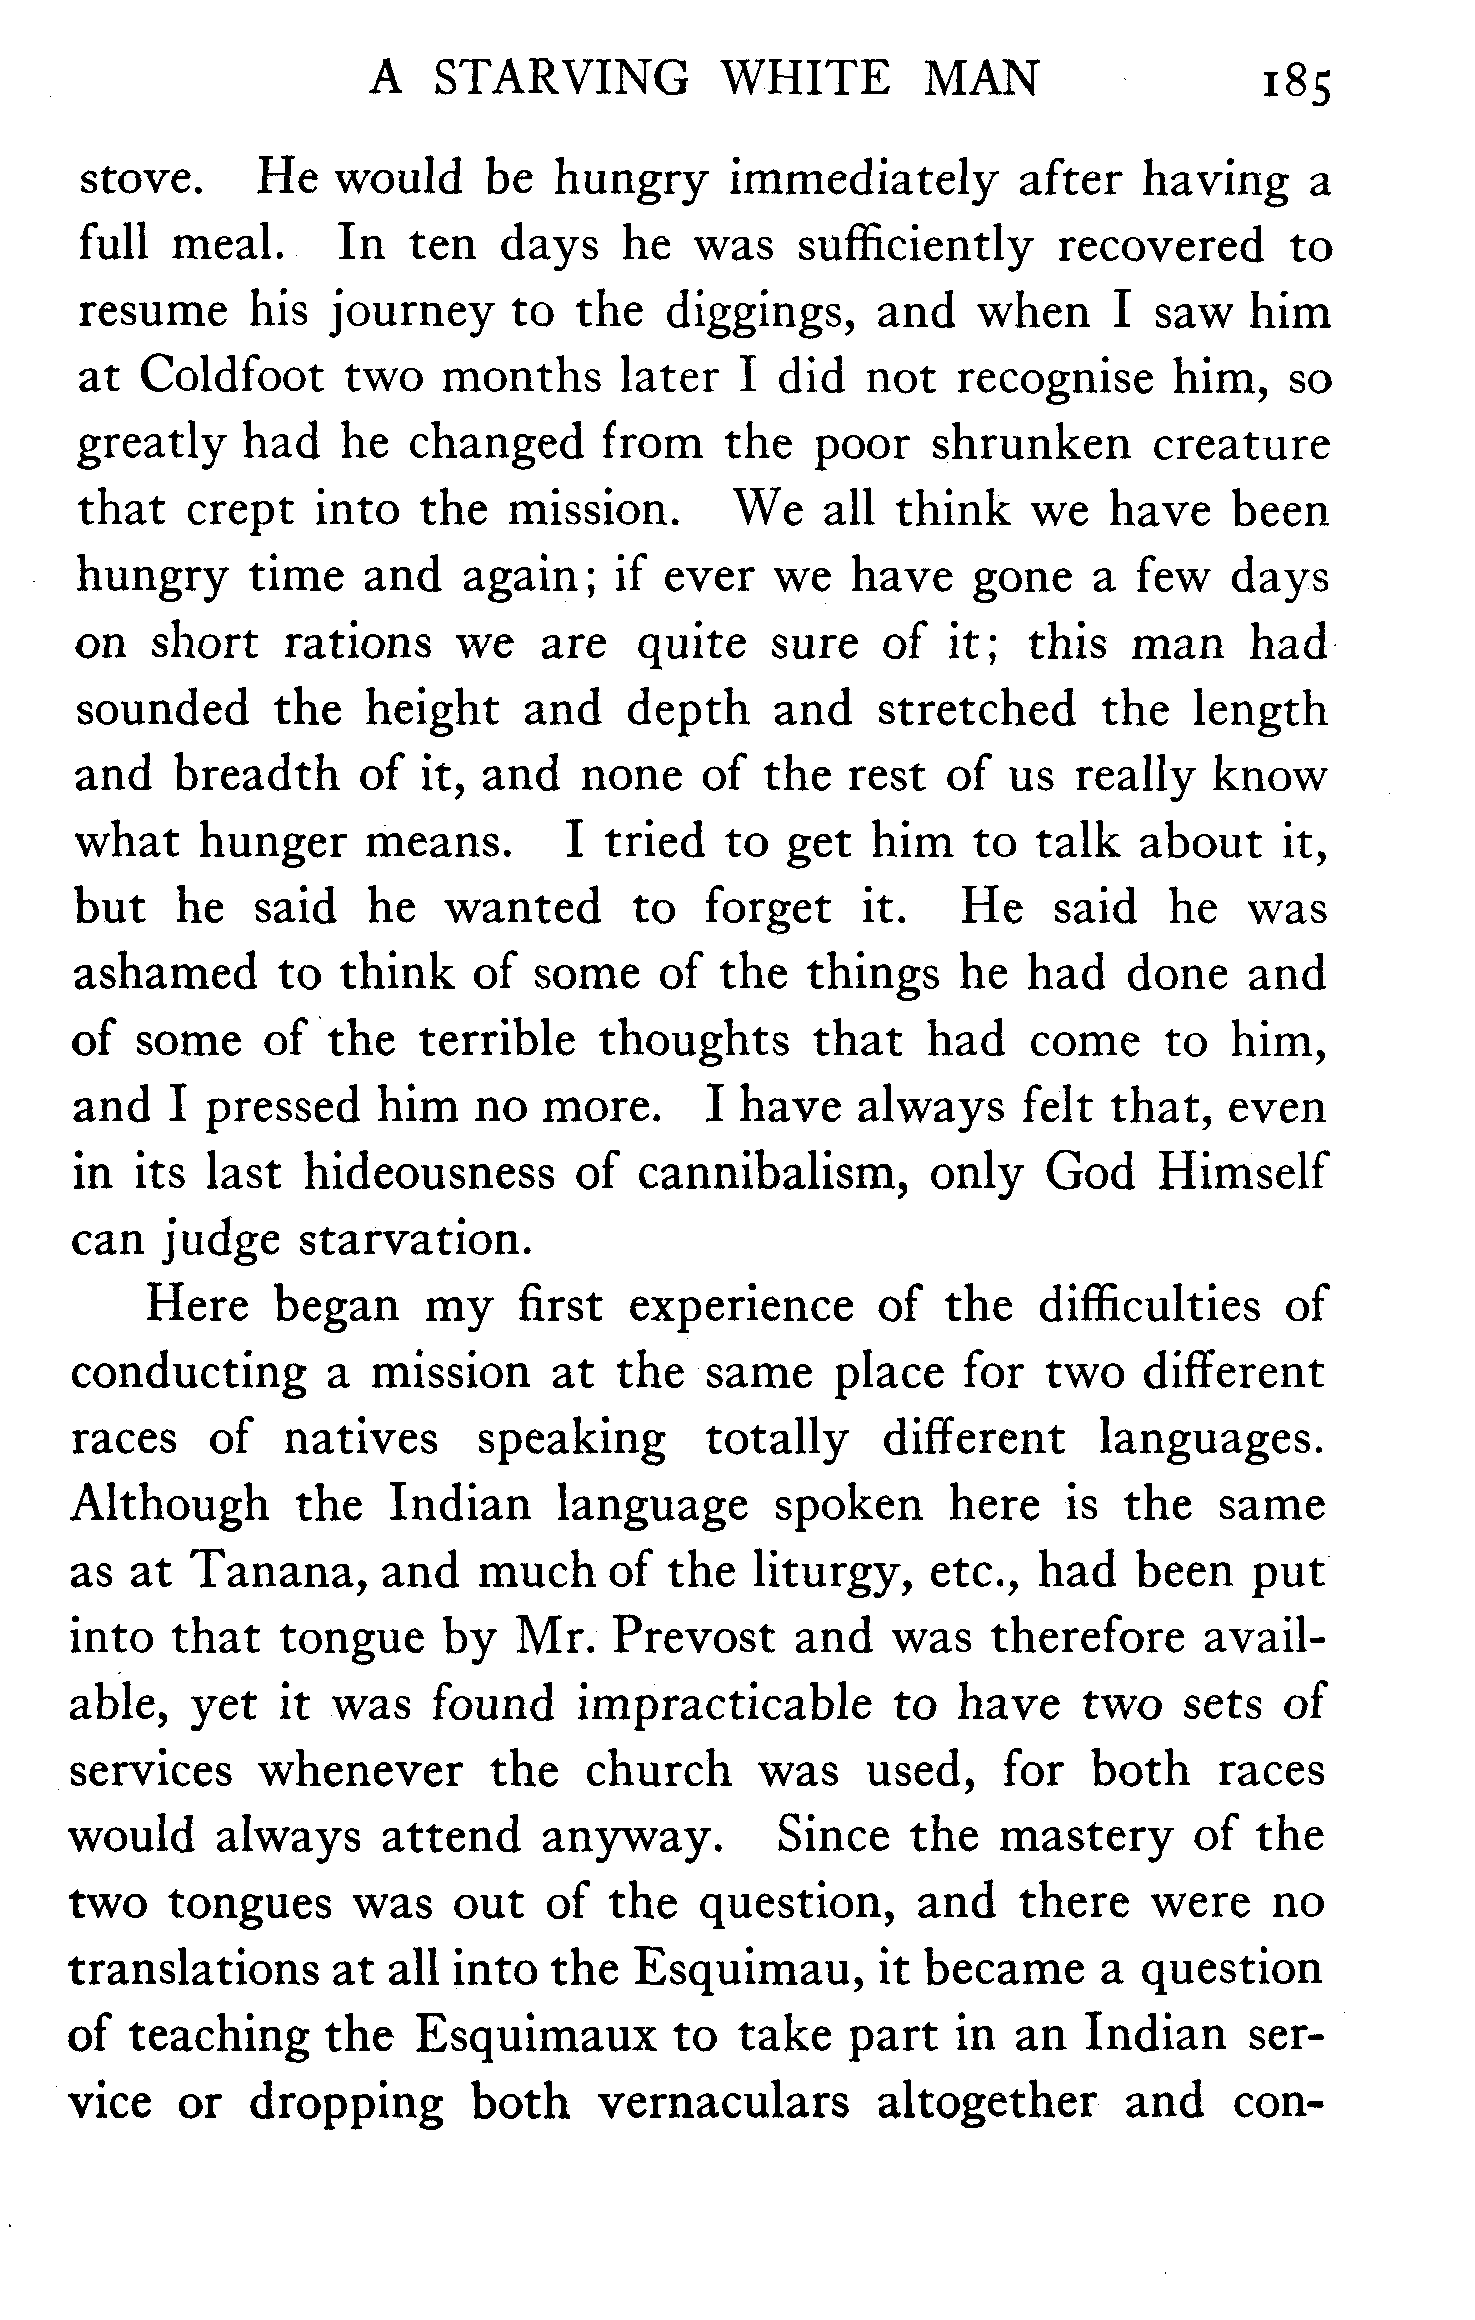 A STARVING WHITE MAN 185
stove. He would be hungry immediately after having a
full meal. In ten days he was sufficiently recovered to
resume his journey to the diggings, and when I saw him
at Coldfoot two months later I did not recognise him, so
greatly had he changed from the poor shrunken creature
that crept into the mission. We all think we have been
hungry time and again; if ever we have gone a few days
on short rations we are quite sure of it; this man had
sounded the height and depth and stretched the length
and breadth of it, and none of the rest of us really know
what hunger means. I tried to get him to talk about it,
but he said he wanted to forget it. He said he was
ashamed to think of some of the things he had done and
of some of the terrible thoughts that had come to him,
and I pressed him no more. I have always felt that, even
in its last hideousness of cannibalism, only God Himself
can judge starvation.
Here began my first experience of the difficulties of
conducting a mission at the same place for two different
races of natives speaking totally different languages.
Although the Indian language spoken here is the same
as at Tanana, and much of the liturgy, etc., had been put
into that tongue by Mr. Prevost and was therefore avail-
able, yet it was found impracticable to have two sets of
services whenever the church was used, for both races
would always attend anyway. Since the mastery of the
two tongues was out of the question, and there were no
translations at all into the Esquimau, it became a question
of teaching the Esquimaux to take part in an Indian ser-
vice or dropping both vernaculars altogether and con-